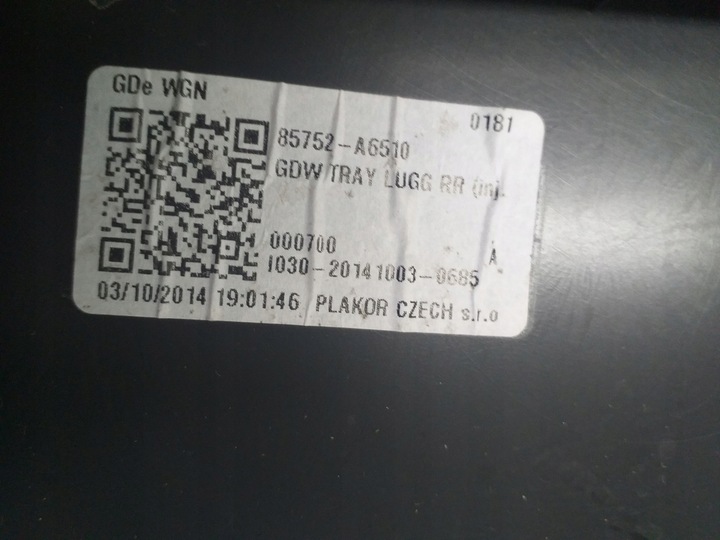 GDe WGN
0181
85752-A6510
GDW TRAY LUGG RR (inj.
000700
A
I030-20141003-0685
03/10/2014 19:01:46 PLAKOR CZECH s.r.o